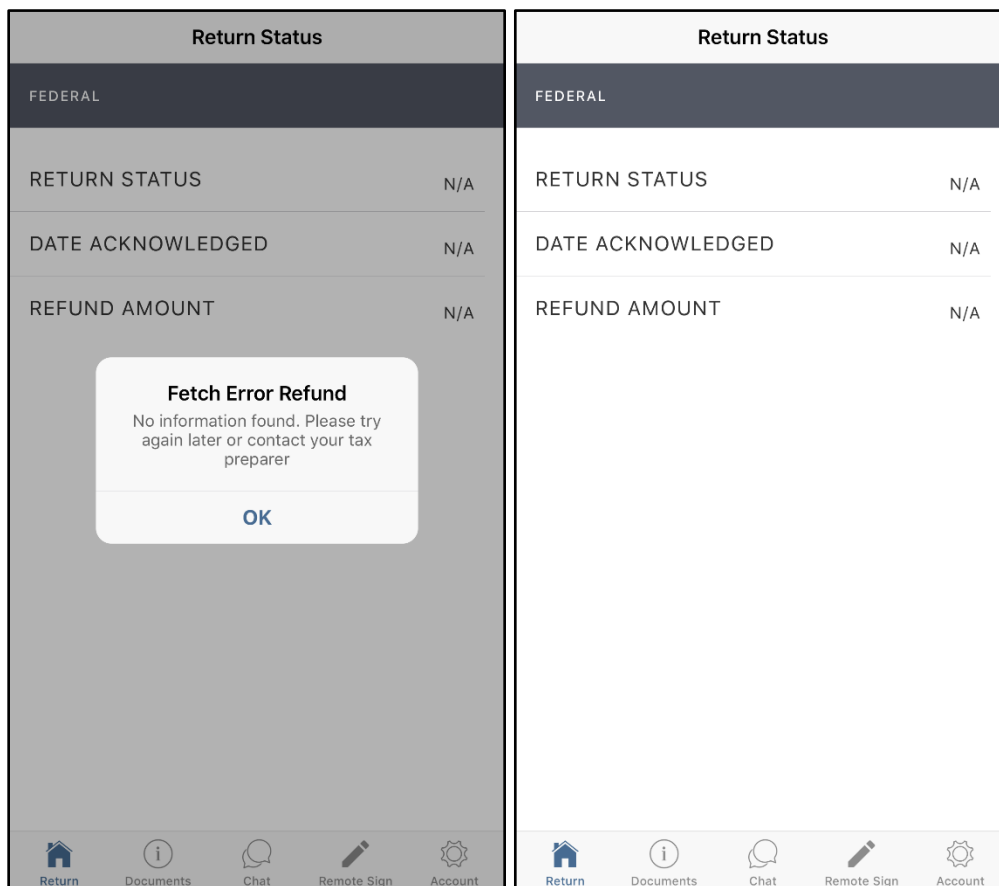 Return Status
FEDERAL
RETURN STATUS N/A
DATE ACKNOWLEDGED N/A
REFUND AMOUNT N/A
Fetch Error Refund
No information found. Please try
again later or contact your tax
preparer
OK
Return Documents Chat Remote Sign Account
Return Status
FEDERAL
RETURN STATUS N/A
DATE ACKNOWLEDGED N/A
REFUND AMOUNT N/A
Return Documents Chat Remote Sign Account